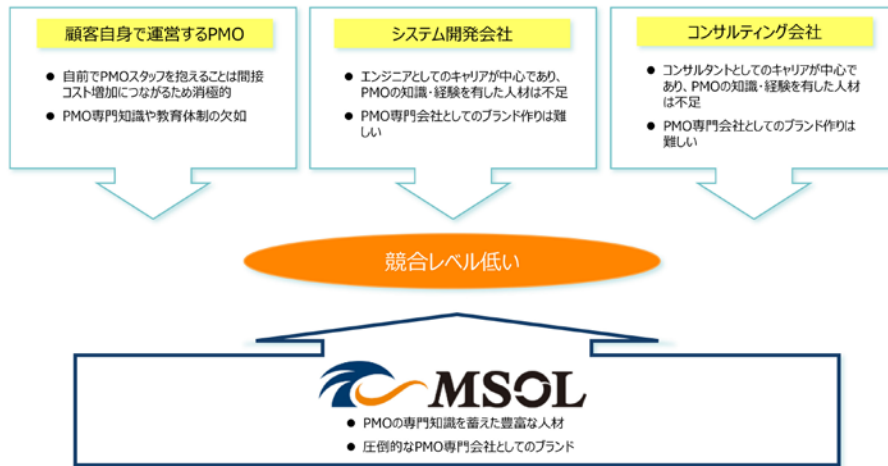 顧客自身で運営するPMO
● 自前でPMOスタッフを抱えることは間接
コスト増加につながるため消極的
● PMO専門知識や教育体制の欠如
システム開発会社
● エンジニアとしてのキャリアが中心であり、
PMOの知識・経験を有した人材は不足
● PMO専門会社としてのブランド作りは難
しい
コンサルティング会社
● コンサルタントとしてのキャリアが中心で
あり、PMOの知識・経験を有した人材
は不足
● PMO専門会社としてのブランド作りは
難しい
競合レベル低い
MSOL
● PMOの専門知識を蓄えた豊富な人材
● 圧倒的なPMO専門会社としてのブランド